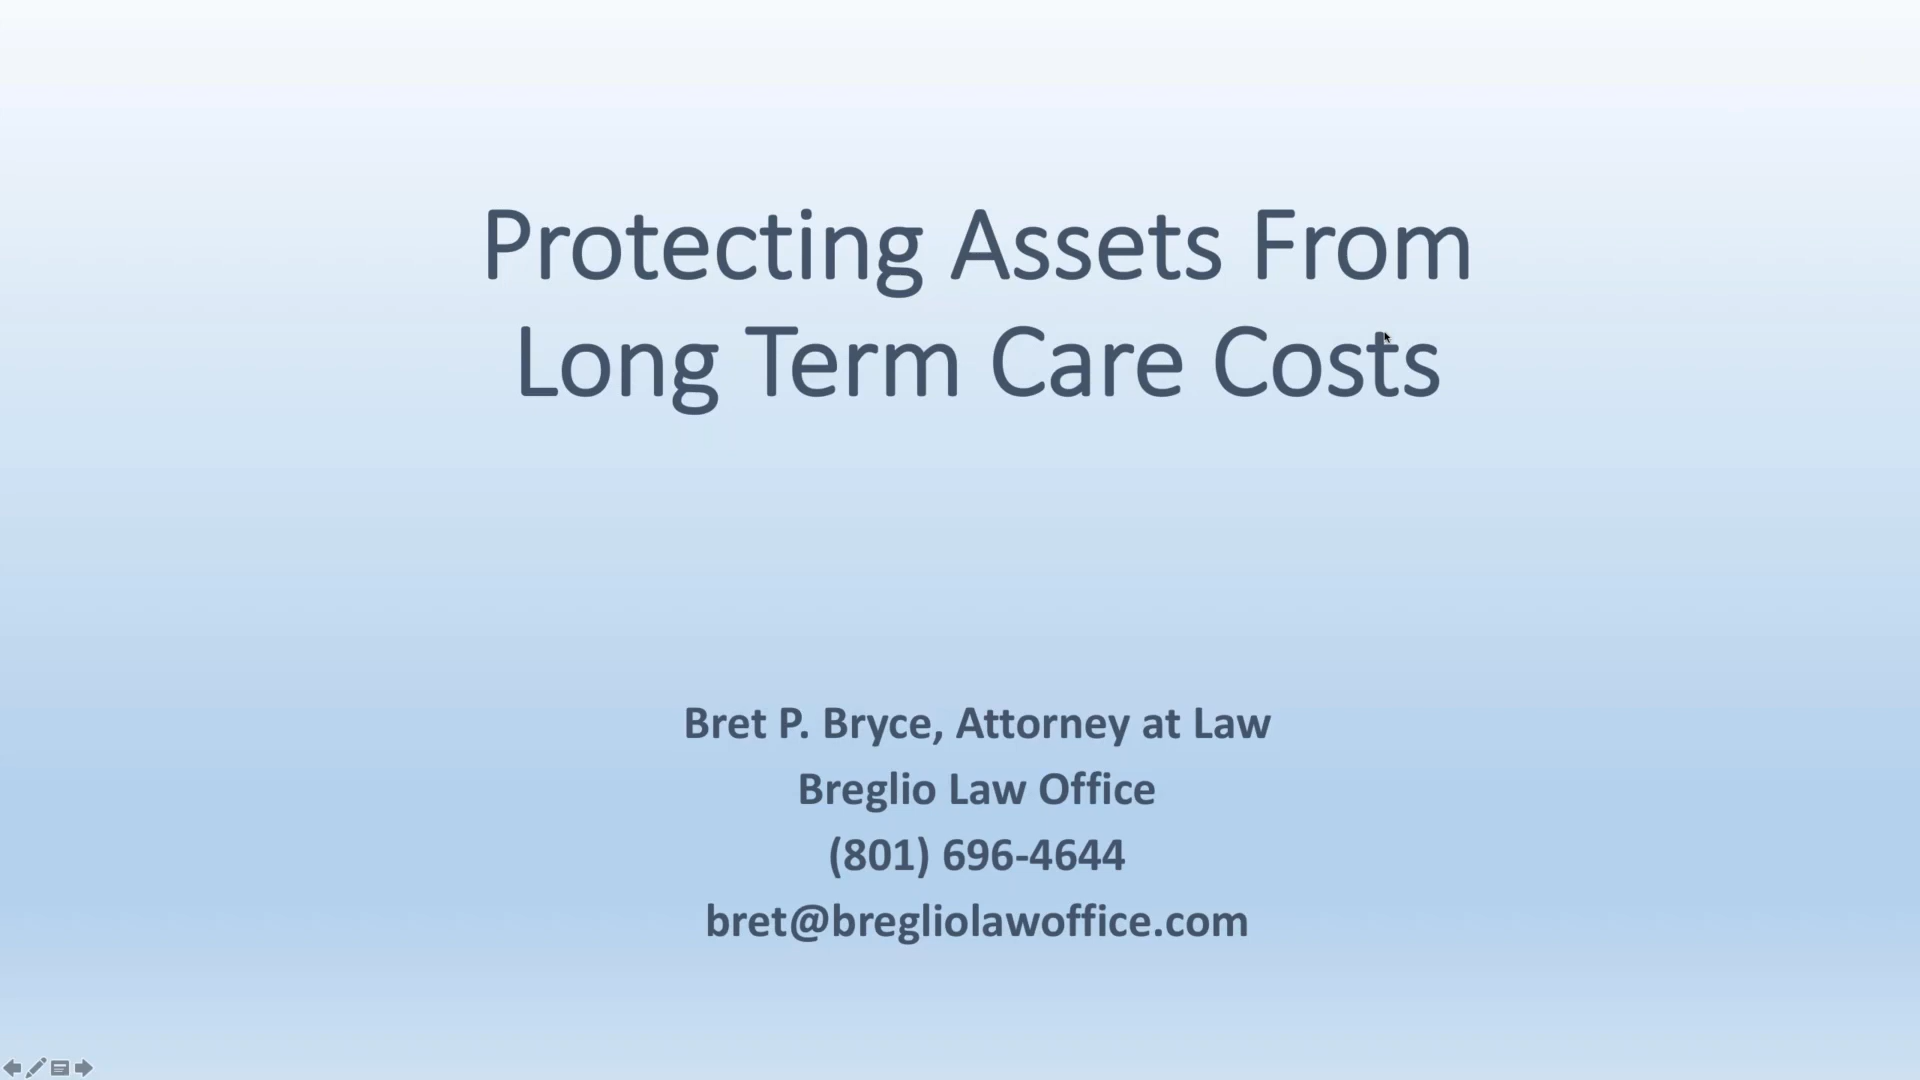 Protecting Assets From
Long Term Care Costs
Bret P. Bryce, Attorney at Law
Breglio Law Office
(801) 696-4644
bret@bregliolawoffice.com